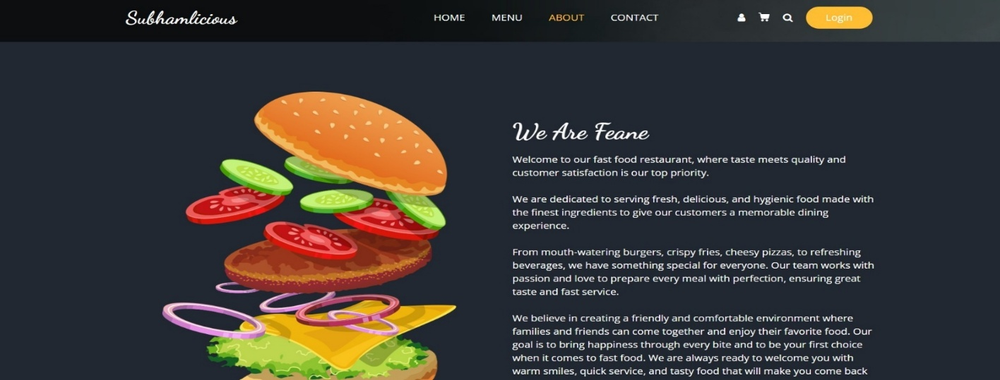 Subhamlicious
HOME MENU ABOUT CONTACT
Login
We Are Feane
Welcome to our fast food restaurant, where taste meets quality and
customer satisfaction is our top priority.
We are dedicated to serving fresh, delicious, and hygienic food made with
the finest ingredients to give our customers a memorable dining
experience.
From mouth-watering burgers, crispy fries, cheesy pizzas, to refreshing
beverages, we have something special for everyone. Our team works with
passion and love to prepare every meal with perfection, ensuring great
taste and fast service.
We believe in creating a friendly and comfortable environment where
families and friends can come together and enjoy their favorite food. Our
goal is to bring happiness through every bite and to be your first choice
when it comes to fast food. We are always ready to welcome you with
warm smiles, quick service, and tasty food that will make you come back